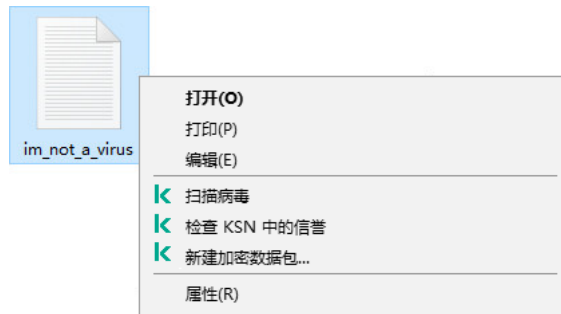 im_not_a_virus
打开(O)
打印(P)
编辑(E)
扫描病毒
检查 KSN 中的信誉
新建加密数据包...
属性(R)